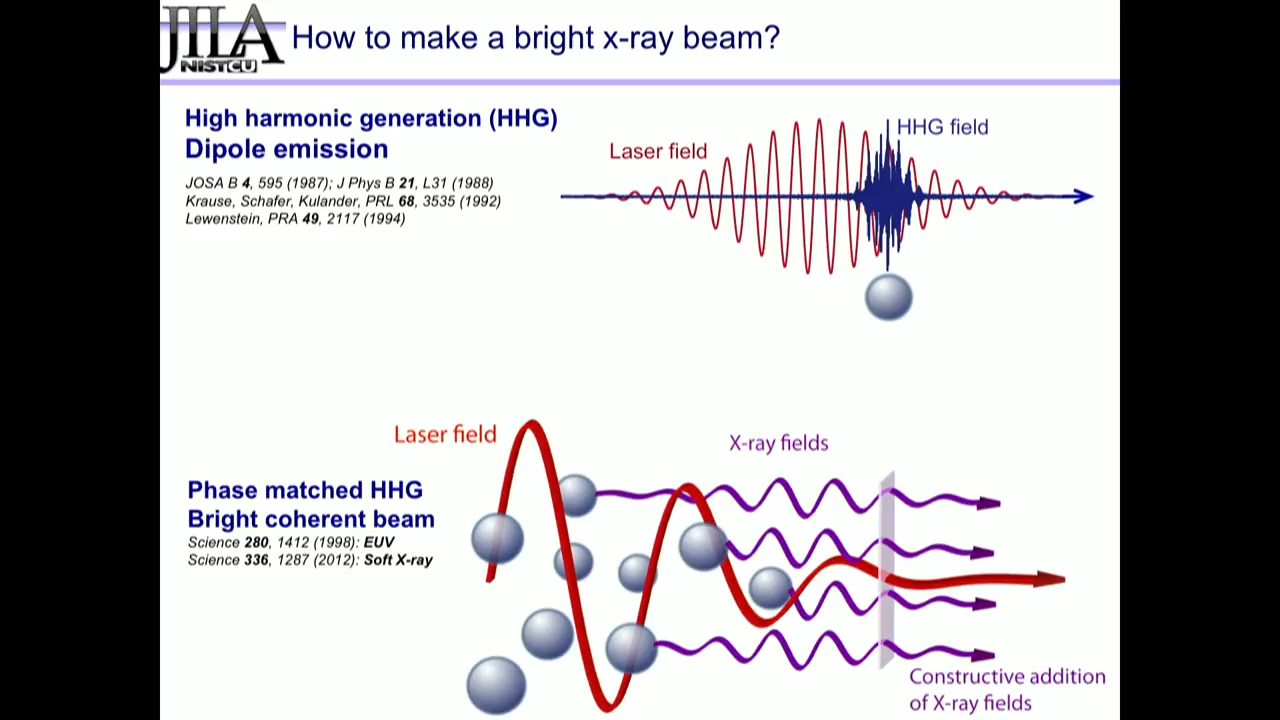 JILA
NIST CU
How to make a bright x-ray beam?
High harmonic generation (HHG)
Dipole emission
JOSA B 4, 595 (1987); J Phys B 21, L31 (1988)
Krause, Schafer, Kulander, PRL 68, 3535 (1992)
Lewenstein, PRA 49, 2117 (1994)
Laser field
HHG field
Laser field
X-ray fields
Phase matched HHG
Bright coherent beam
Science 280, 1412 (1998): EUV
Science 336, 1287 (2012): Soft X-ray
Constructive addition
of X-ray fields